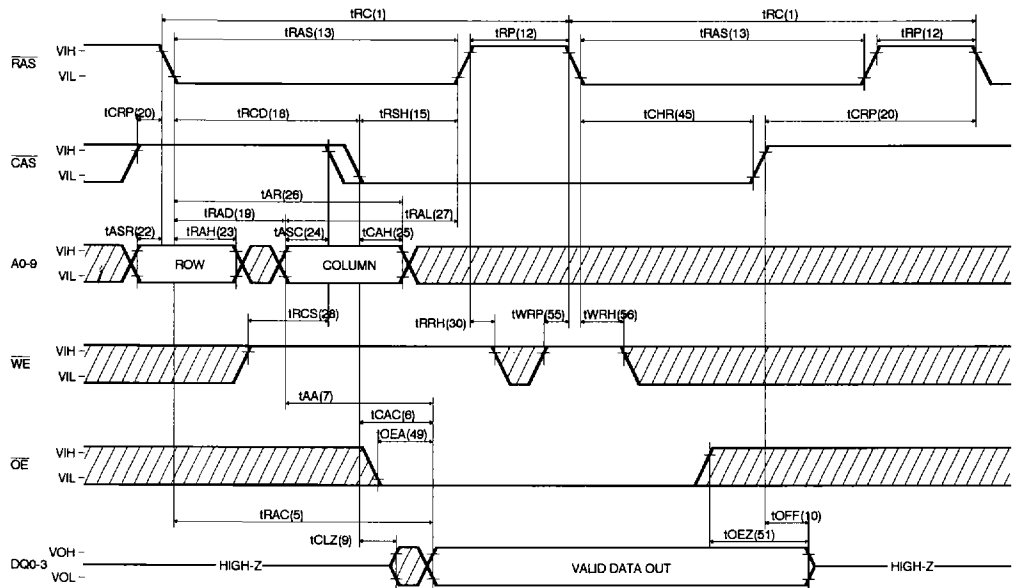 tRC(1) tRC(1)
tRAS(13) tRP(12) tRAS(13) tRP(12)
RAS VIH
VIL
tCRP(20) tRCD(18) tRSH(15) tCHR(45) tCRP(20)
CAS VIH
VIL
tAR(26)
tRAD(19) tRAL(27)
tASR(22) tRAH(23) tASC(24) tCAH(25)
A0-9 VIH
VIL
ROW COLUMN
tRCS(28) tRRH(30) tWRP(55) tWRH(56)
WE VIH
VIL
tAA(7)
tCAC(6)
tOEA(49)
OE VIH
VIL
tRAC(5) tOFF(10)
tCLZ(9) tOEZ(51)
DQ0-3 VOH
VOL
HIGH-Z VALID DATA OUT HIGH-Z